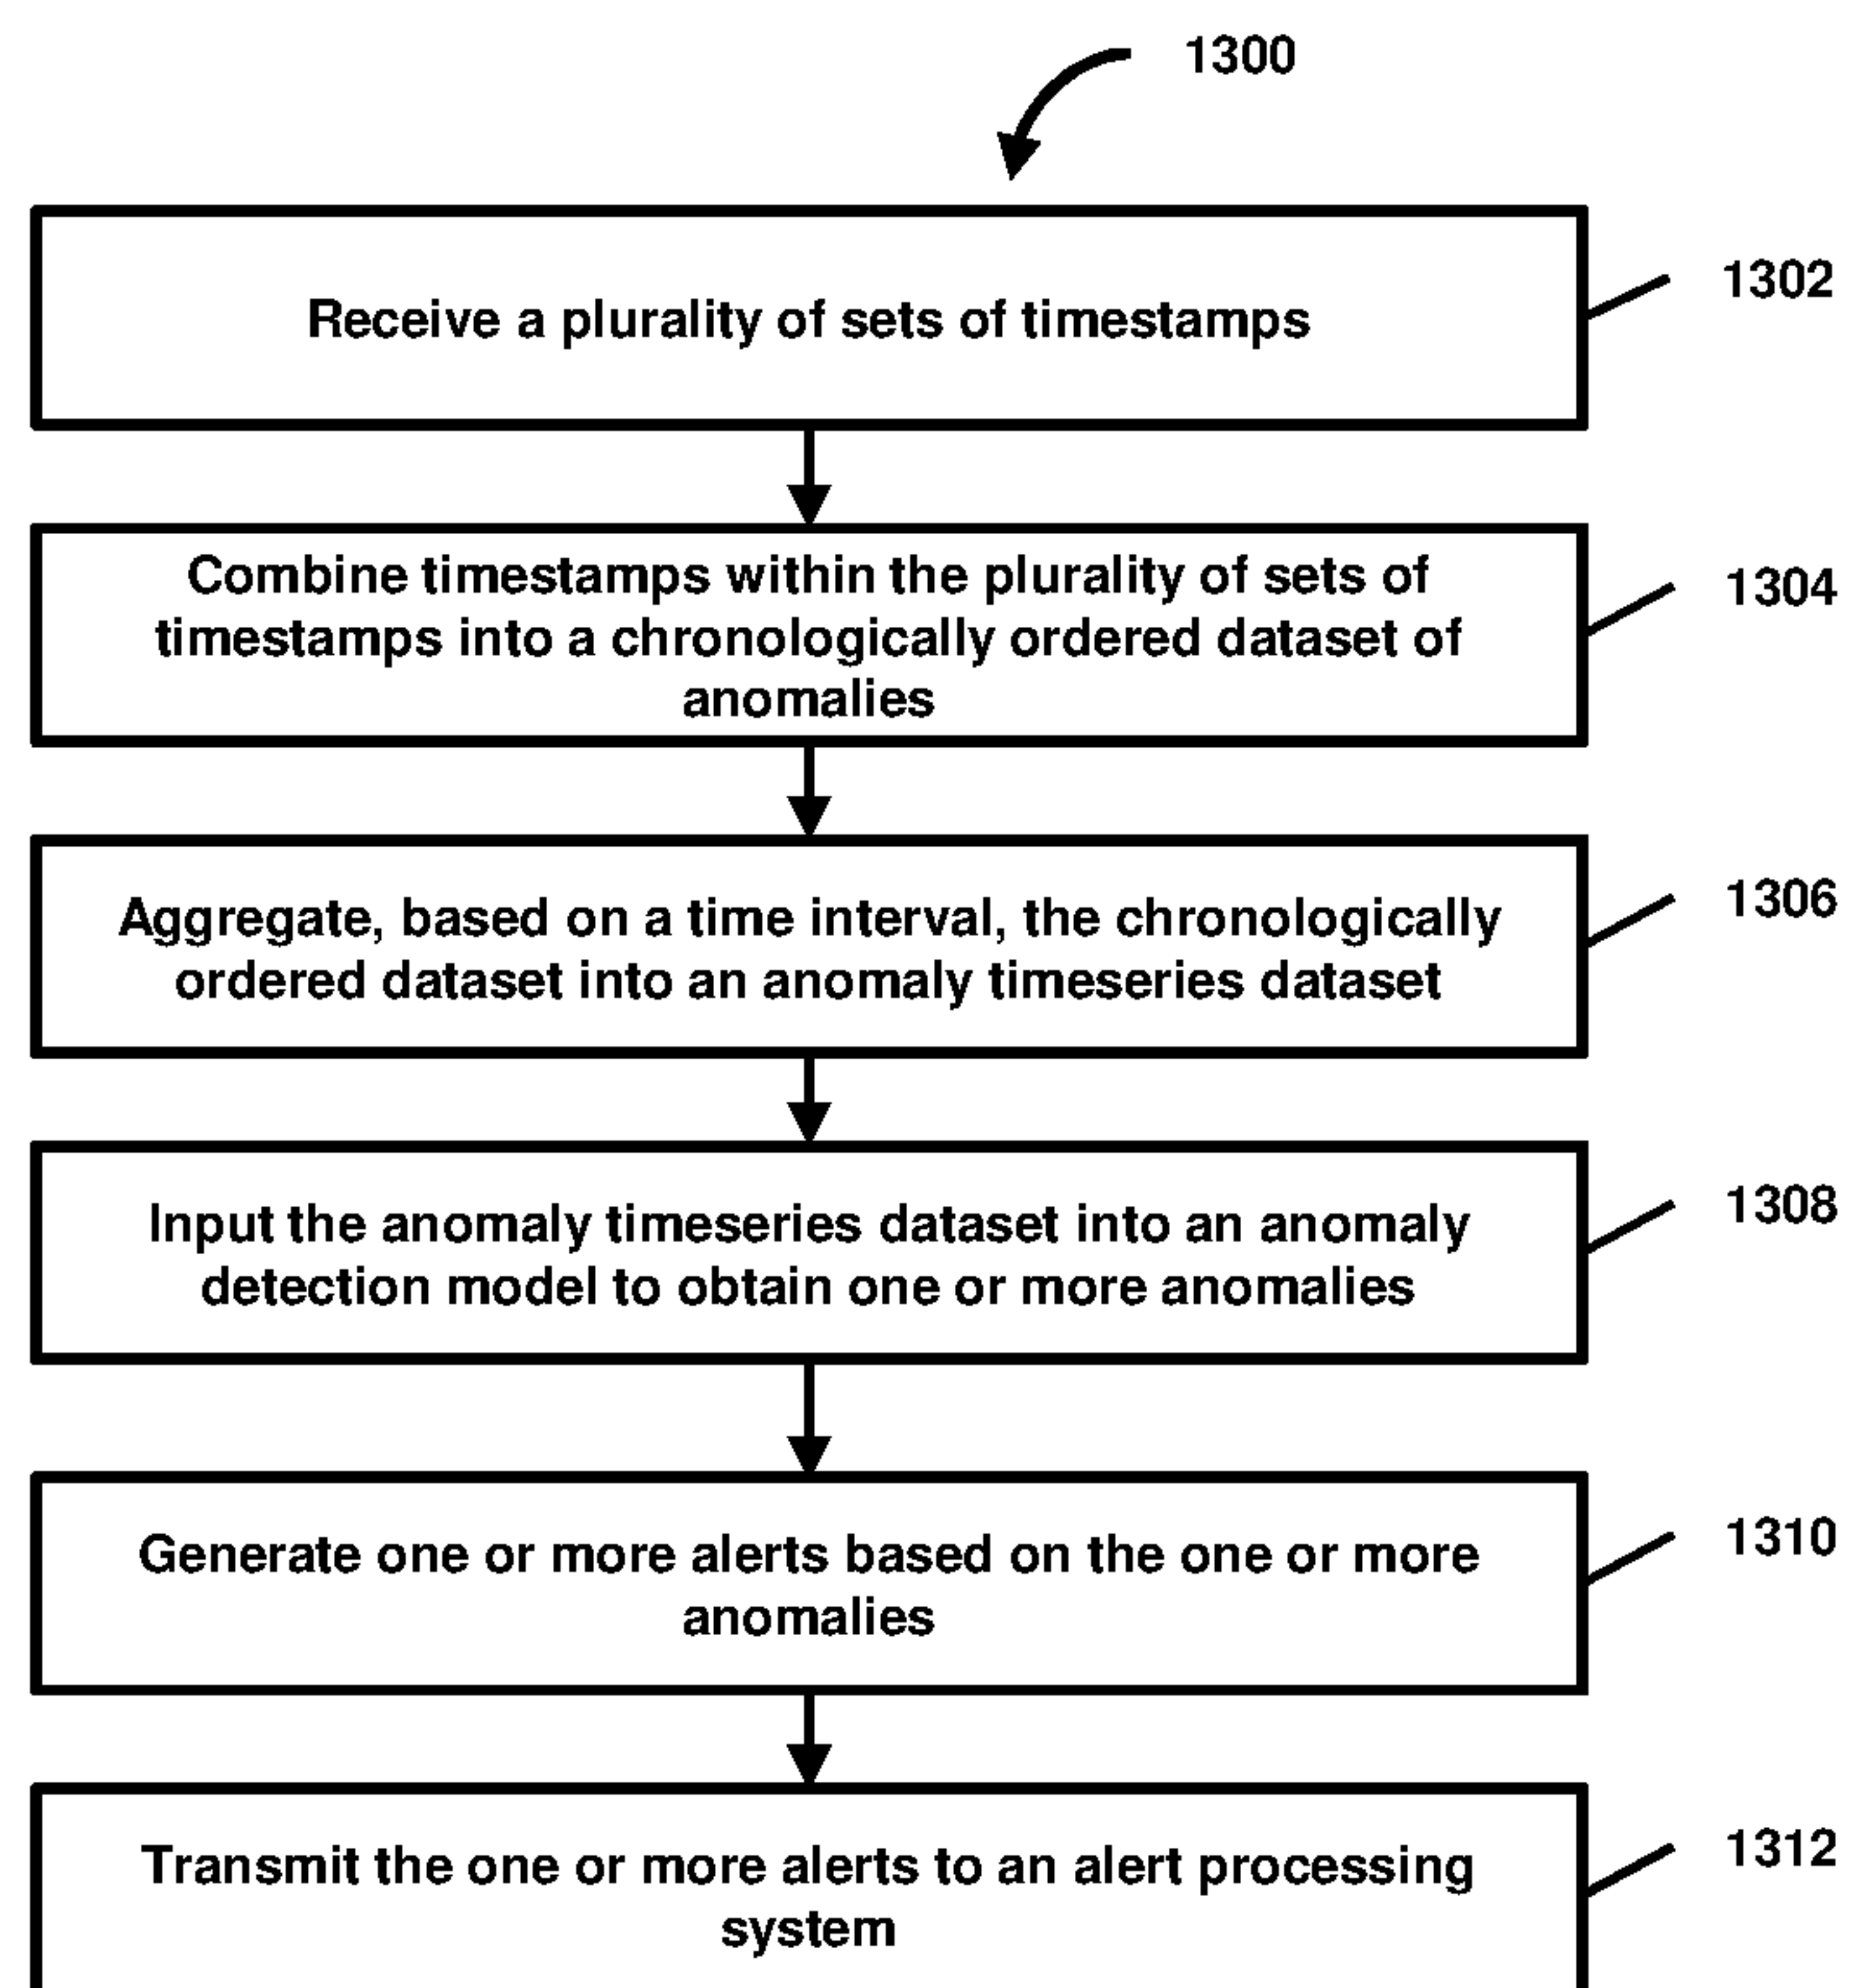 1300
Receive a plurality of sets of timestamps
1302
Combine timestamps within the plurality of sets of
timestamps into a chronologically ordered dataset of
anomalies
1304
Aggregate, based on a time interval, the chronologically
ordered dataset into an anomaly timeseries dataset
1306
Input the anomaly timeseries dataset into an anomaly
detection model to obtain one or more anomalies
1308
Generate one or more alerts based on the one or more
anomalies
1310
Transmit the one or more alerts to an alert processing
system
1312